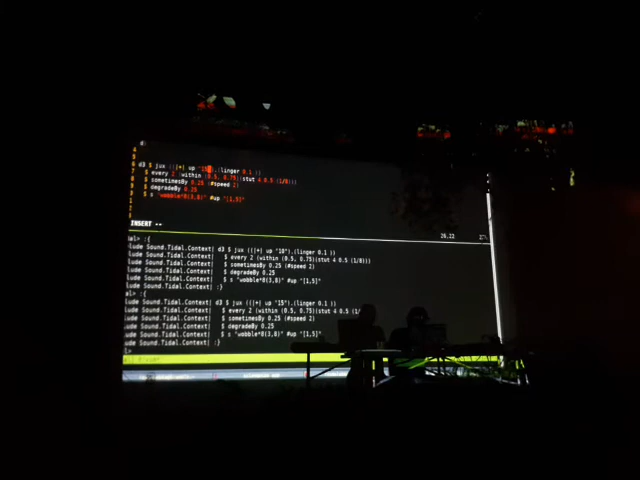 d3 $ jux ((|+| up "15").(linger 0.1 ))
$ every 2 (within (0.5, 0.75)(stut 4 0.5 (1/8)))
$ sometimesBy 0.25 (#speed 2)
$ degradeBy 0.25
$ s "wobble*8(3,8)" #up "[1,5]"
INSERT --
26,22
27%
dal> :{
lude Sound.Tidal.Context| d3 $ jux ((|+| up "10").(linger 0.1 ))
lude Sound.Tidal.Context| $ every 2 (within (0.5, 0.75)(stut 4 0.5 (1/8)))
lude Sound.Tidal.Context| $ sometimesBy 0.25 (#speed 2)
lude Sound.Tidal.Context| $ degradeBy 0.25
lude Sound.Tidal.Context| $ s "wobble*8(3,8)" #up "[1,5]"
lude Sound.Tidal.Context| :}
:{
lude Sound.Tidal.Context| d3 $ jux ((|+| up "15").(linger 0.1 ))
lude Sound.Tidal.Context| $ every 2 (within (0.5, 0.75)(stut 4 0.5 (1/
lude Sound.Tidal.Context| $ sometimesBy 0.25 (#speed 2)
lude Sound.Tidal.Context| $ degradeBy 0.25
lude Sound.Tidal.Context| $ s "wobble*8(3,8)" #up "[1,5]"
lude Sound.Tidal.Context| :}